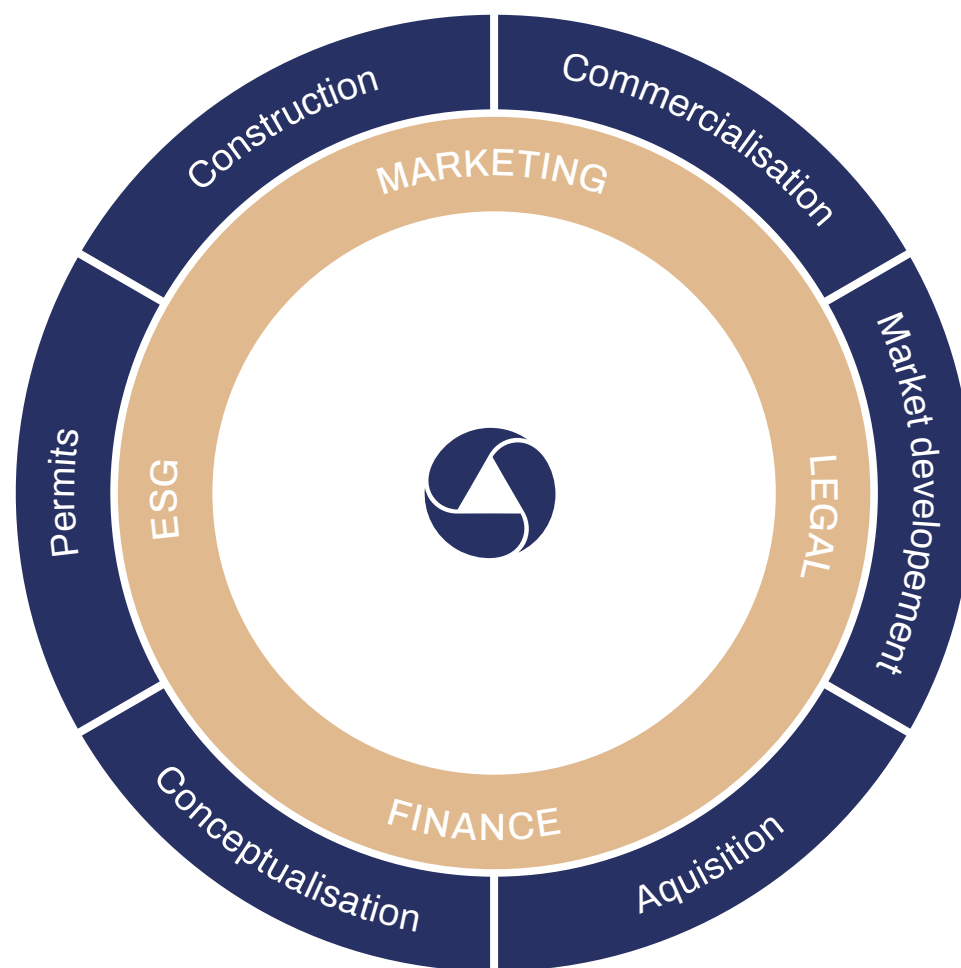 Construction
Commercialisation
MARKETING
Market developement
LEGAL
Permits
ESG
FINANCE
Conceptualisation
Aquisition